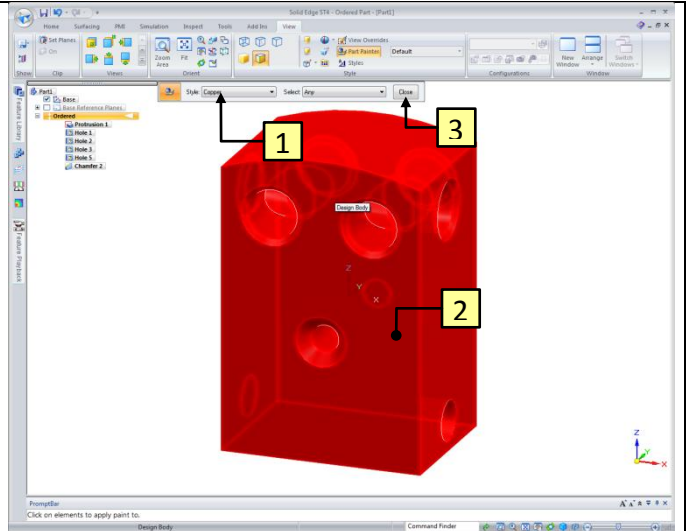 Solid Edge ST4 - Ordered Part - [Part1]
Home Surfacing PMI Simulation Inspect Tools Add Ins View
Set Planes
On
Zoom Area
Fit
View Overrides
Part Painter
Default
Styles
New Window
Arrange
Switch Windows
Show Clip Views Orient Style Configurations Window
Style: Copper Select: Any Close
Part1
Base
Base Reference Planes
Ordered
Protrusion 1
Hole 1
Hole 2
Hole 3
Hole 5
Chamfer 2
Feature Library
Feature Playback
1
3
Design Body
Z
Y
X
2
Z
Y
X
PromptBar
Click on elements to apply paint to.
Design Body
Command Finder